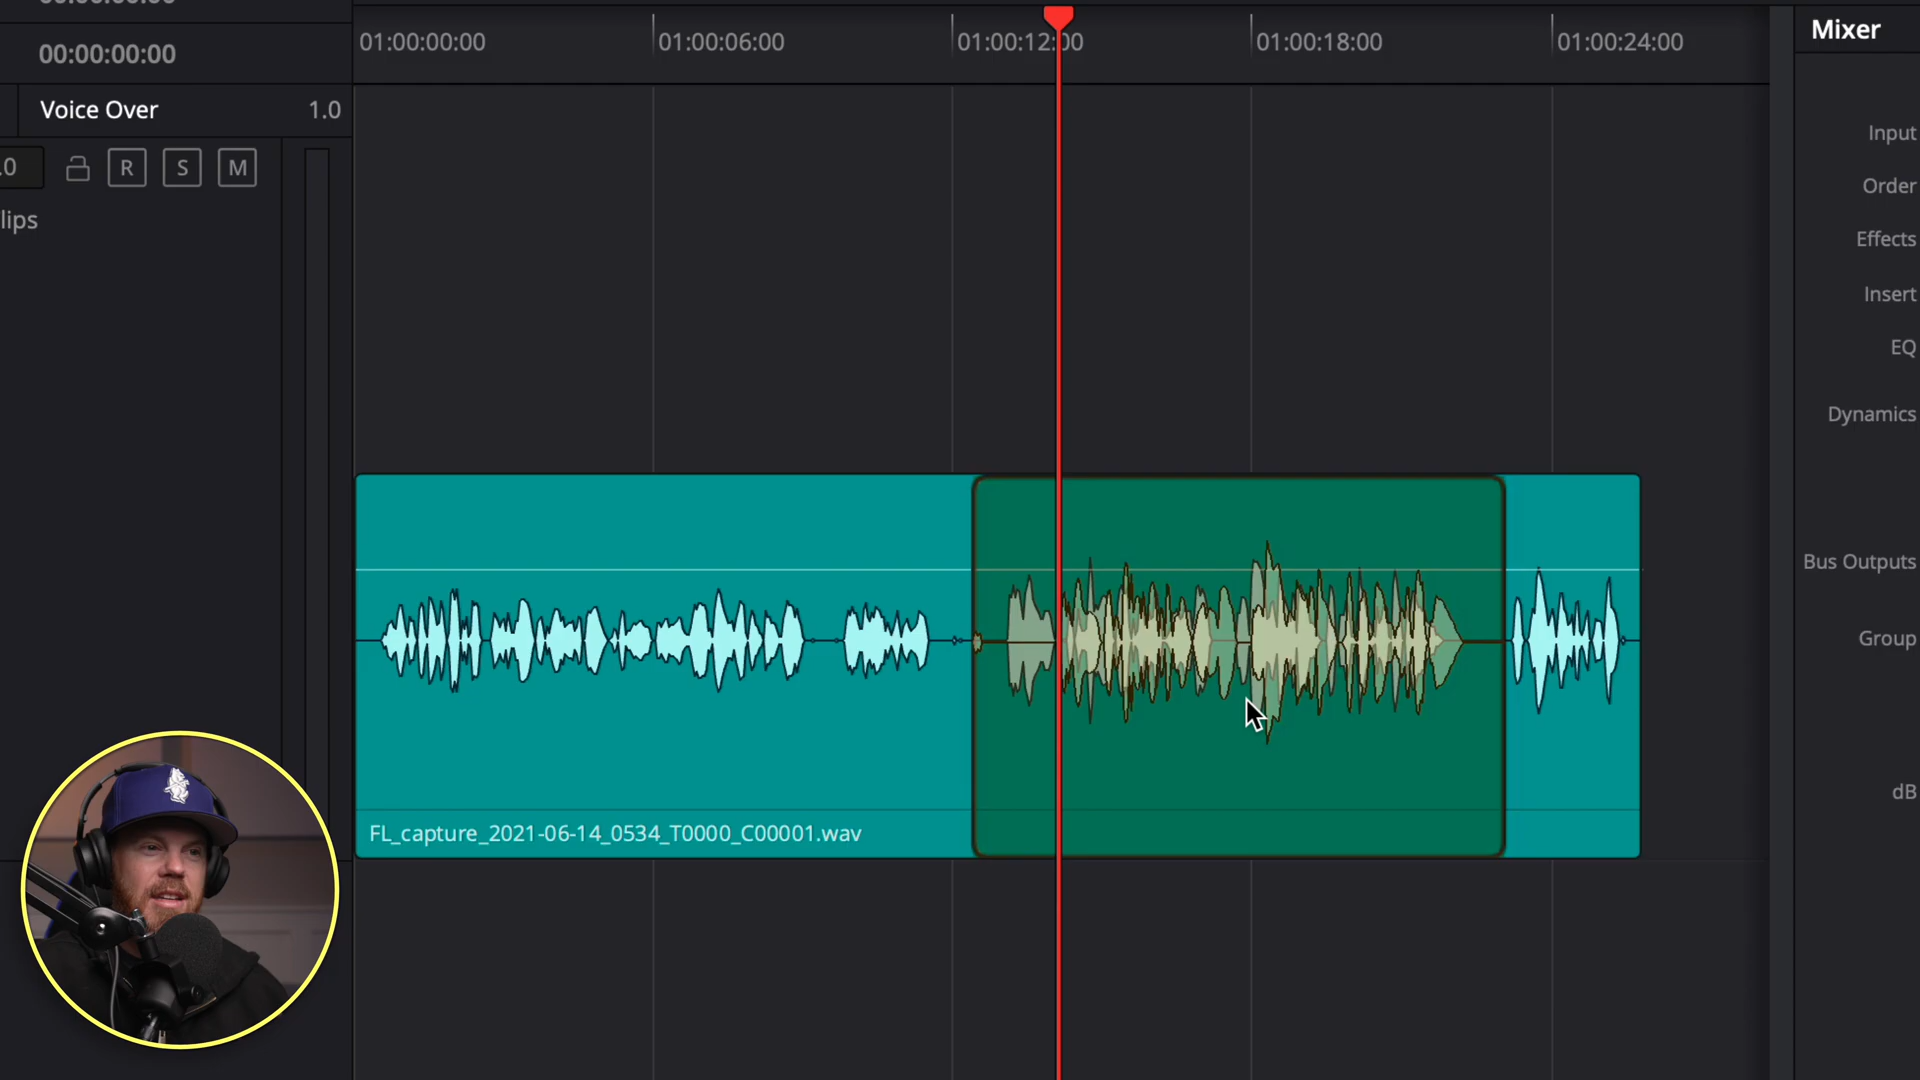 00:00:00:00
Voice Over 1.0
.0 R S M
lips
01:00:00:00 01:00:06:00 01:00:12:00 01:00:18:00 01:00:24:00
FL_capture_2021-06-14_0534_T0000_C00001.wav
Mixer
Input
Order
Effects
Insert
EQ
Dynamics
Bus Outputs
Group
dB